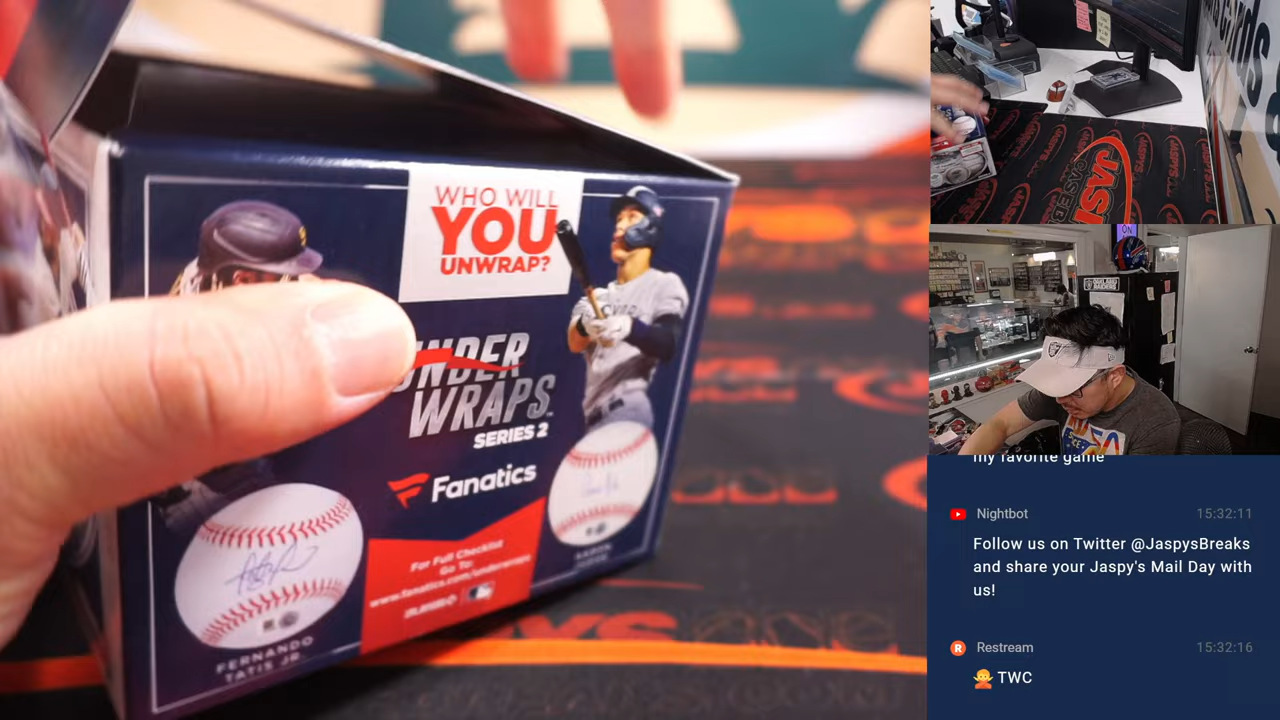 WHO WILL
YOU
UNWRAP?
UNDER
WRAPS
SERIES 2
Fanatics
For Full Checklist
Go To:
www.fanatics.com/underwraps
FERNANDO
TATIS JR.
AARON
ON
my favorite game
Nightbot 15:32:11
Follow us on Twitter @JaspysBreaks
and share your Jaspy's Mail Day with
us!
Restream 15:32:16
TWC